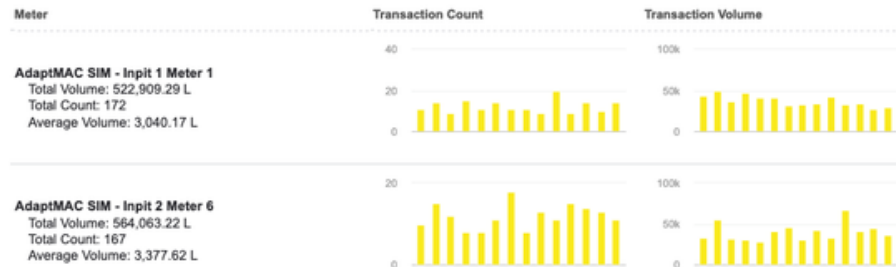 Meter Transaction Count Transaction Volume
40 100k
AdaptMAC SIM - Inpit 1 Meter 1
Total Volume: 522,909.29 L
20 50k
Total Count: 172
Average Volume: 3,040.17 L
0 0
20 100k
AdaptMAC SIM - Inpit 2 Meter 6
Total Volume: 564,063.22 L
50k
Total Count: 167
Average Volume: 3,377.62 L
0 0